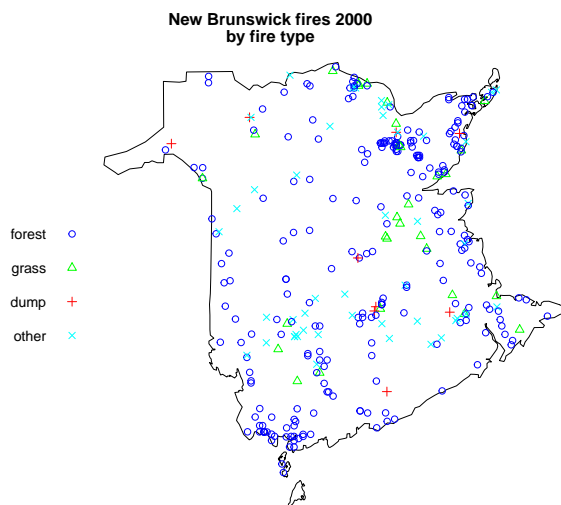 New Brunswick fires 2000
by fire type
forest
grass
dump
other